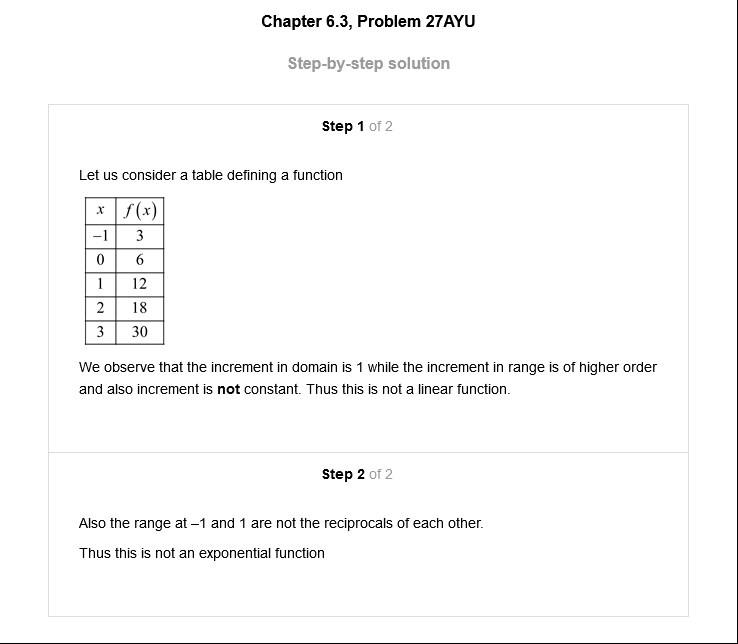 Chapter 6.3, Problem 27AYU
Step-by-step solution
Step 1 of 2
Let us consider a table defining a function
x f(x)
−1 3
0 6
1 12
2 18
3 30
We observe that the increment in domain is 1 while the increment in range is of higher order
and also increment is not constant. Thus this is not a linear function.
Step 2 of 2
Also the range at –1 and 1 are not the reciprocals of each other.
Thus this is not an exponential function